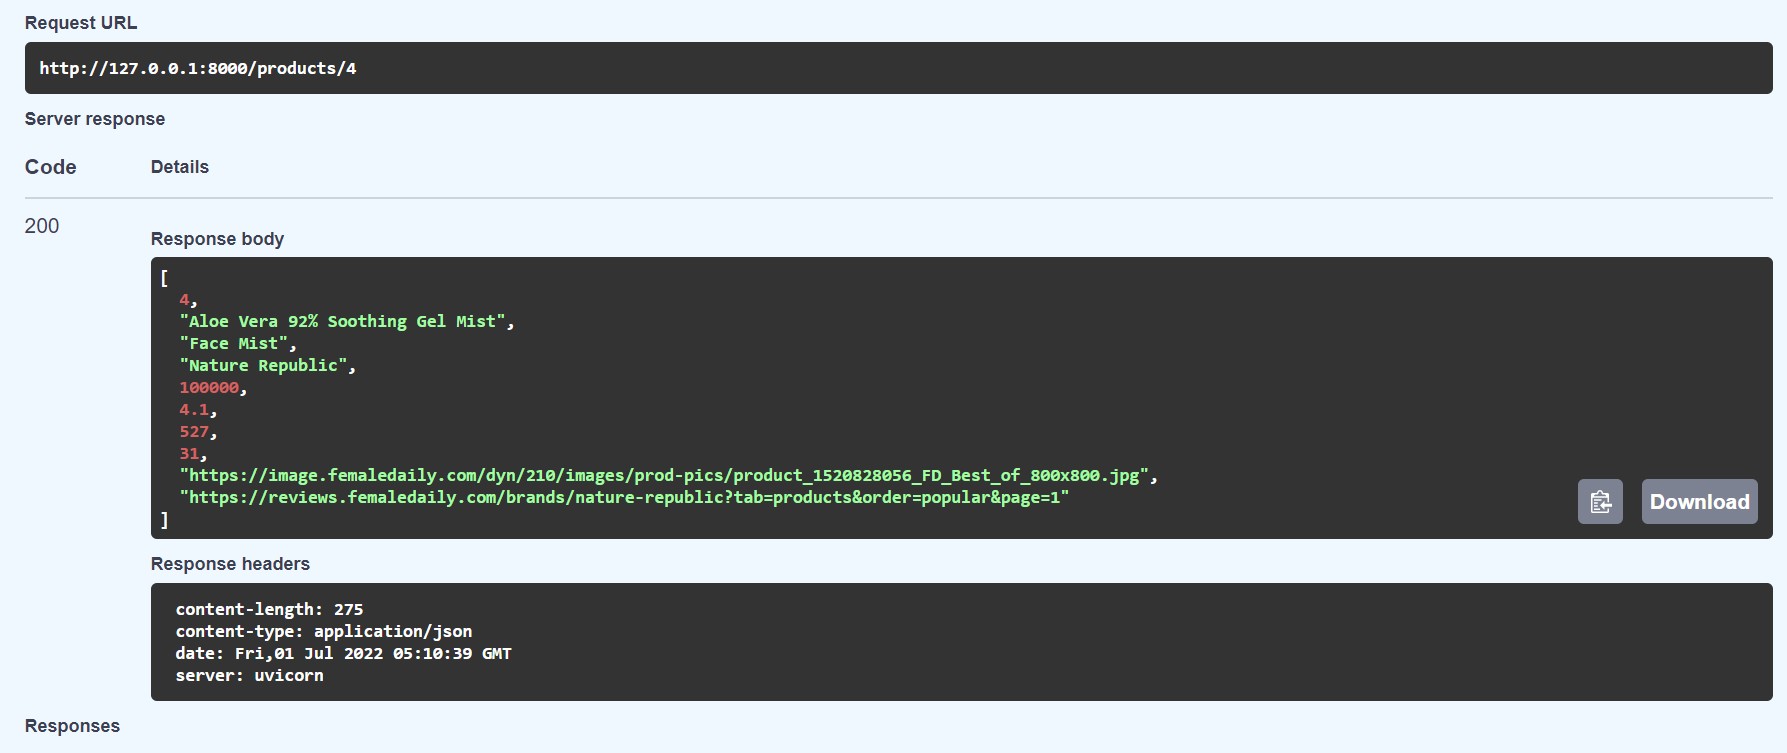 Request URL
http://127.0.0.1:8000/products/4
Server response
Code Details
200
Response body
[
4,
"Aloe Vera 92% Soothing Gel Mist",
"Face Mist",
"Nature Republic",
100000,
4.1,
527,
31,
"https://image.femaledaily.com/dyn/210/images/prod-pics/product_1520828056_FD_Best_of_800x800.jpg",
"https://reviews.femaledaily.com/brands/nature-republic?tab=products&order=popular&page=1"
]
Download
Response headers
content-length: 275
content-type: application/json
date: Fri,01 Jul 2022 05:10:39 GMT
server: uvicorn
Responses